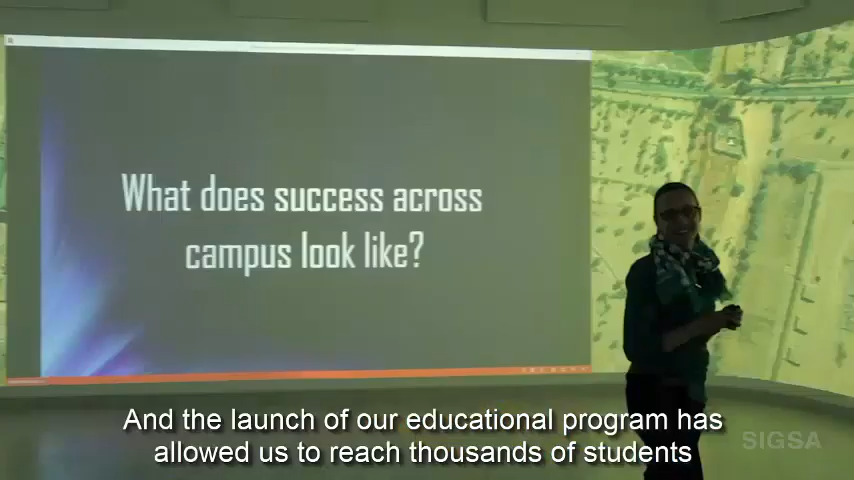 What does success across
campus look like?
And the launch of our educational program has
allowed us to reach thousands of students
SIGSA